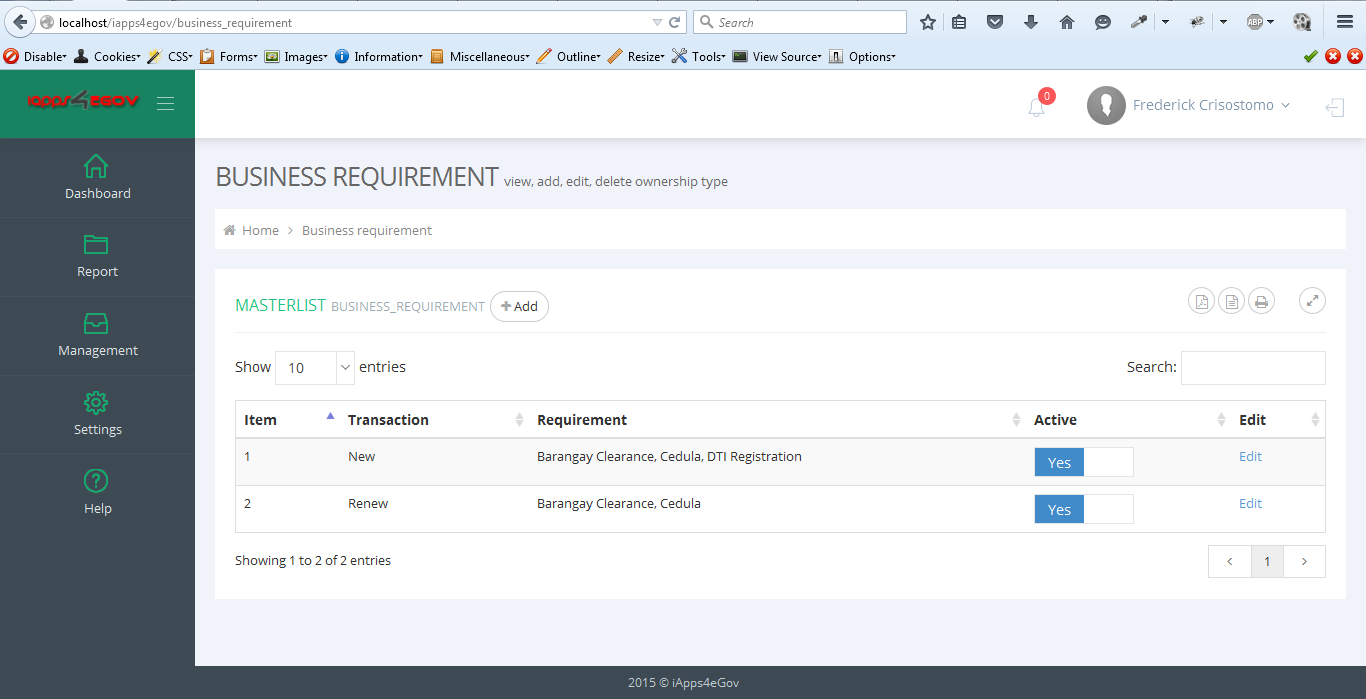 localhost/iapps4egov/business_requirement
Search
Disable Cookies CSS Forms Images Information Miscellaneous Outline Resize Tools View Source Options
iapps4EGOV
0
Frederick Crisostomo
Dashboard
Report
Management
Settings
Help
BUSINESS REQUIREMENT view, add, edit, delete ownership type
Home > Business requirement
MASTERLIST BUSINESS_REQUIREMENT + Add
Show 10 entries
Search:
Item Transaction Requirement Active Edit
1 New Barangay Clearance, Cedula, DTI Registration Yes Edit
2 Renew Barangay Clearance, Cedula Yes Edit
Showing 1 to 2 of 2 entries
< 1 >
2015 © iApps4eGov
ABP